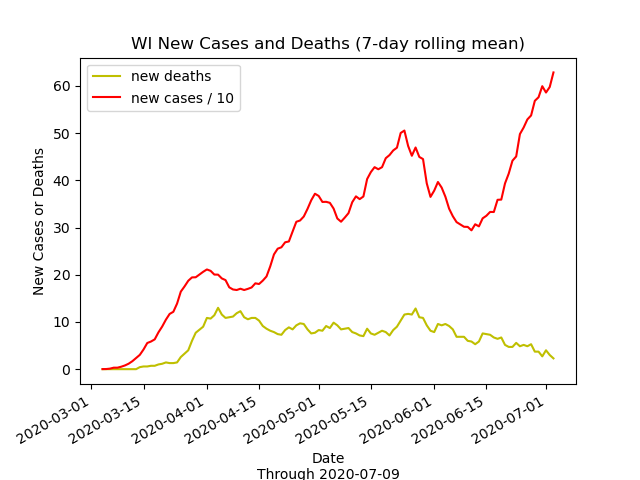 WI New Cases and Deaths (7-day rolling mean)
new deaths
new cases / 10
New Cases or Deaths
60
50
40
30
20
10
0
2020-03-01
2020-03-15
2020-04-01
2020-04-15
2020-05-01
2020-05-15
2020-06-01
2020-06-15
2020-07-01
Date
Through 2020-07-09